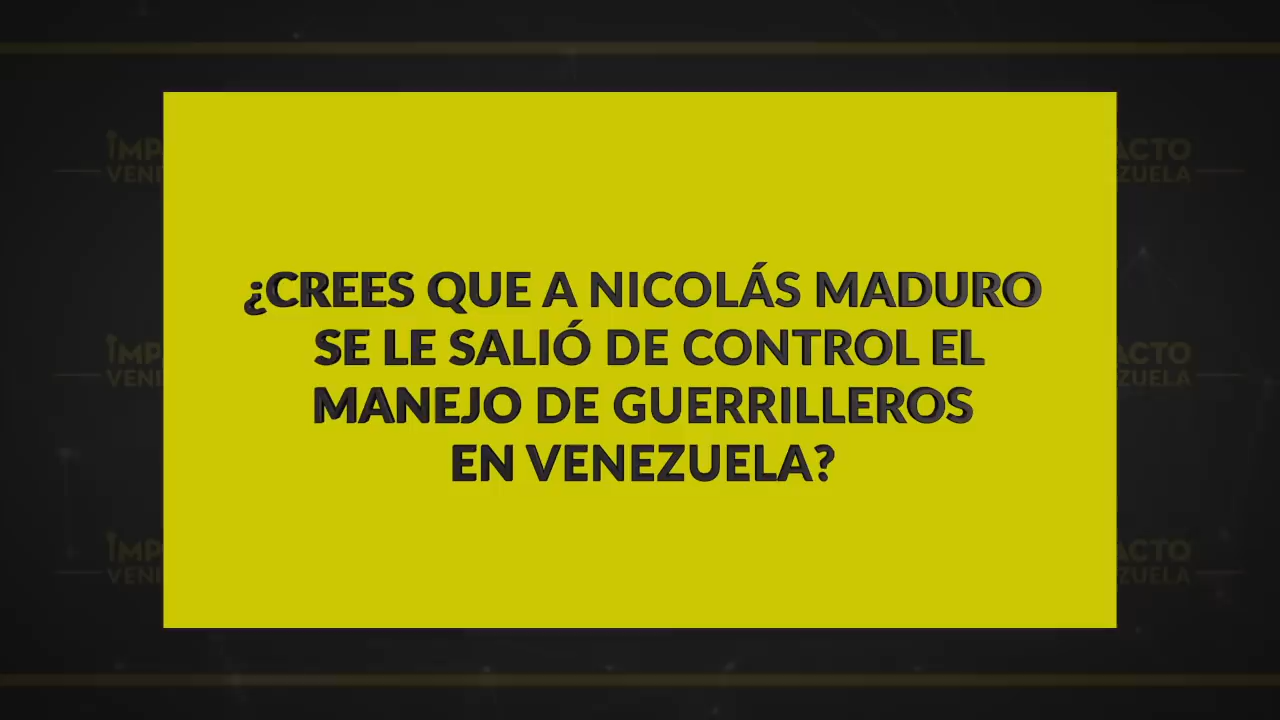 ¿CREES QUE A NICOLÁS MADURO
SE LE SALIÓ DE CONTROL EL
MANEJO DE GUERRILLEROS
EN VENEZUELA?